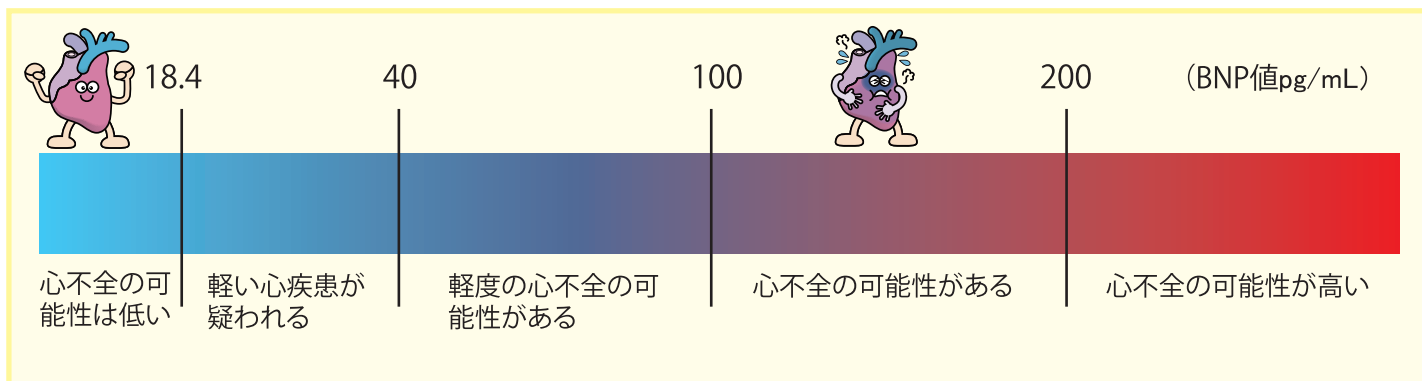 18.4
40
100
200
（BNP値pg/mL）
心不全の可
能性は低い
軽い心疾患が
疑われる
軽度の心不全の可
能性がある
心不全の可能性がある
心不全の可能性が高い